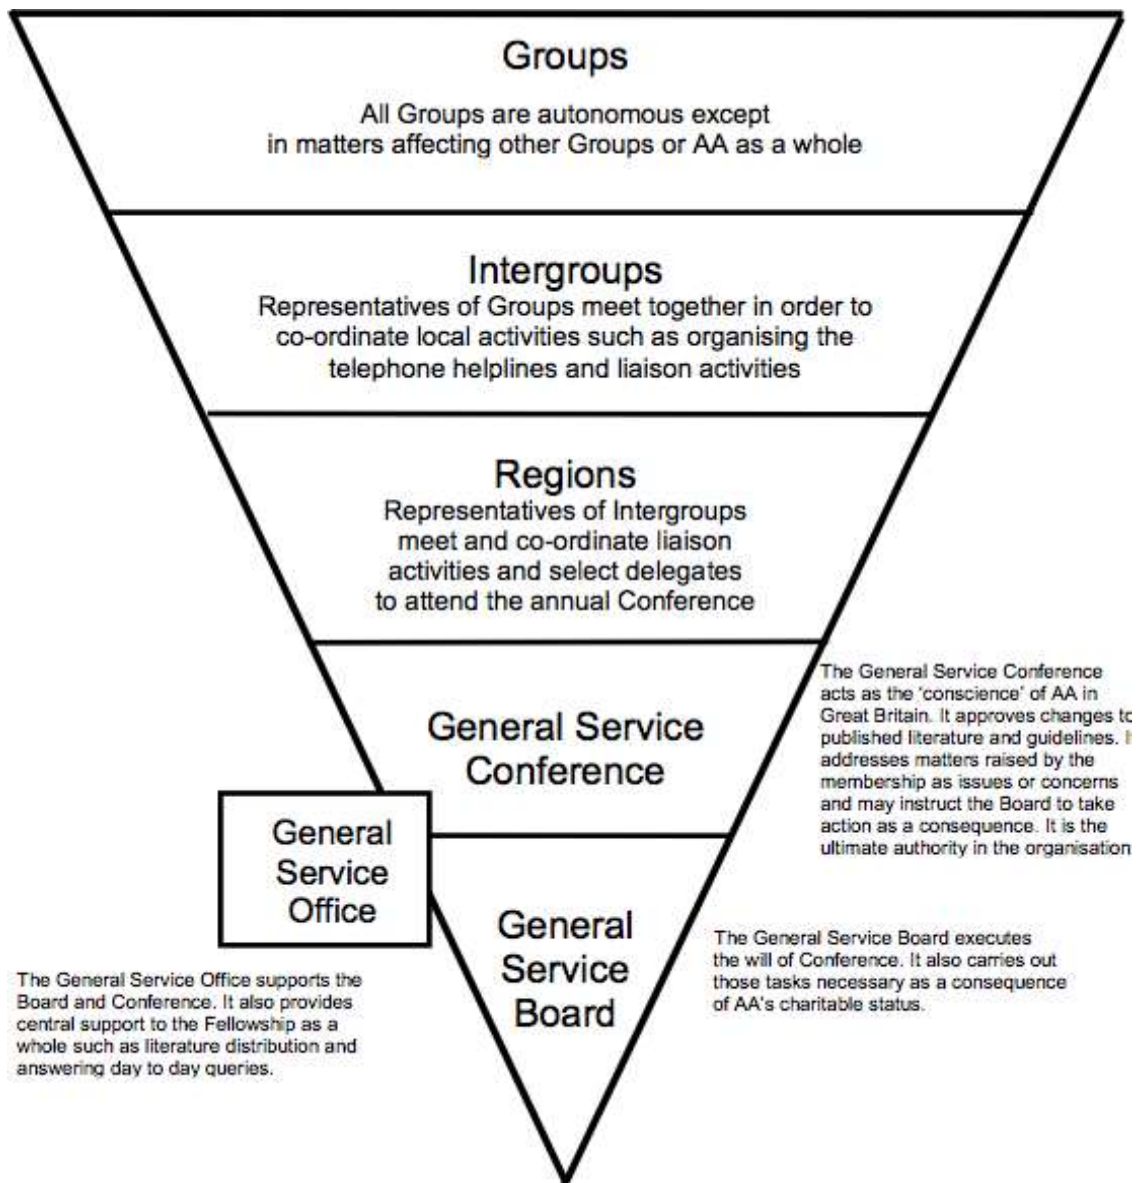 Groups
All Groups are autonomous except
in matters affecting other Groups or AA as a whole
Intergroups
Representatives of Groups meet together in order to
co-ordinate local activities such as organising the
telephone helplines and liaison activities
Regions
Representatives of Intergroups
meet and co-ordinate liaison
activities and select delegates
to attend the annual Conference
General Service
Conference
The General Service Conference
acts as the 'conscience' of AA in
Great Britain. It approves changes to
published literature and guidelines. It
addresses matters raised by the
membership as issues or concerns
and may instruct the Board to take
action as a consequence. It is the
ultimate authority in the organisation
General
Service
Office
The General Service Office supports the
Board and Conference. It also provides
central support to the Fellowship as a
whole such as literature distribution and
answering day to day queries.
General
Service
Board
The General Service Board executes
the will of Conference. It also carries out
those tasks necessary as a consequence
of AA's charitable status.